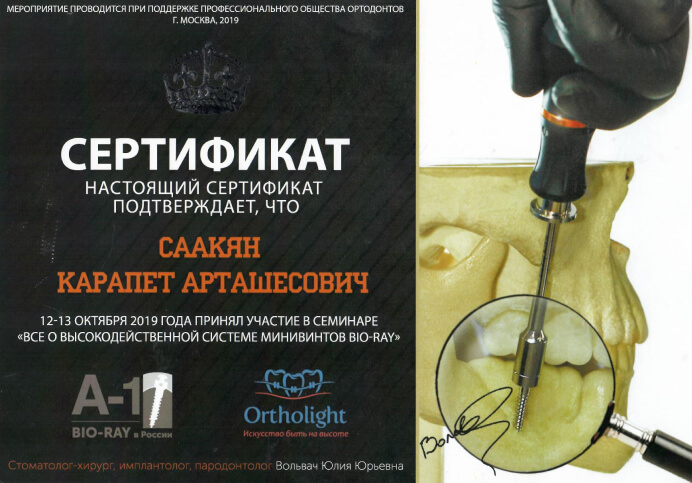 МЕРОПРИЯТИЕ ПРОВОДИТСЯ ПРИ ПОДДЕРЖКЕ ПРОФЕССИОНАЛЬНОГО ОБЩЕСТВА ОРТОДОНТОВ
Г. МОСКВА, 2019
СЕРТИФИКАТ
НАСТОЯЩИЙ СЕРТИФИКАТ
ПОДТВЕРЖДАЕТ, ЧТО
СААКЯН
КАРАПЕТ АРТАШЕСОВИЧ
12-13 ОКТЯБРЯ 2019 ГОДА ПРИНЯЛ УЧАСТИЕ В СЕМИНАРЕ
«ВСЕ О ВЫСОКОДЕЙСТВЕННОЙ СИСТЕМЕ МИНИВИНТОВ BIO-RAY»
A-1
BIO-RAY в России
Ortholight
Искусство быть на высоте
Стоматолог-хирург, имплантолог, пародонтолог Вольвач Юлия Юрьевна